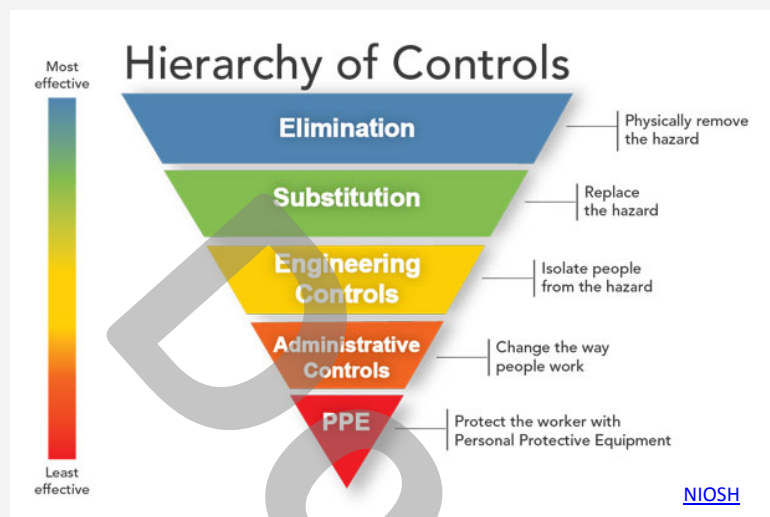 Hierarchy of Controls
Most
effective
Elimination
Physically remove
the hazard
Substitution
Replace
the hazard
Engineering
Controls
Isolate people
from the hazard
Administrative
Controls
Change the way
people work
PPE
Protect the worker with
Personal Protective Equipment
Least
effective
NIOSH